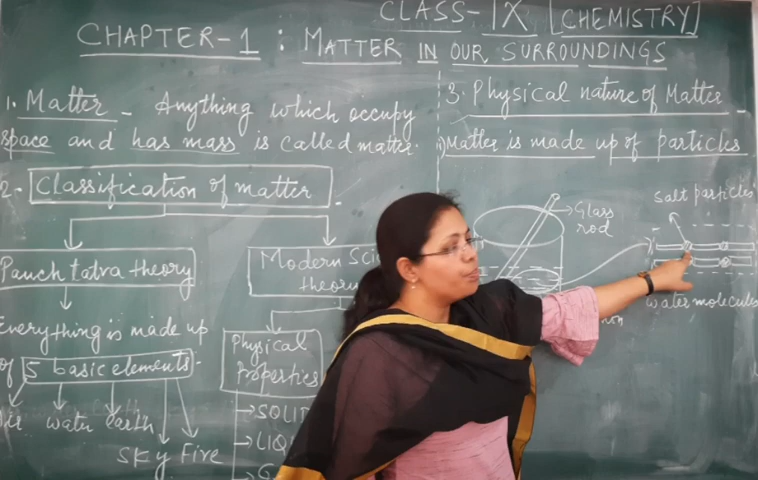 CLASS-IX [CHEMISTRY]
CHAPTER-1 : MATTER IN OUR SURROUNDINGS
1. Matter - Anything which occupy
space and has mass is called matter.
2. Classification of matter.
Panch tatva theory
Modern Sci
theory
Everything is made up
of 5 basic elements.
water earth
SKY Fire
Physical
Properties
→SOLID
→LIQ
→G
3. Physical nature of Matter -
i) Matter is made up of particles
Glass
rod
Salt particles
water molecules